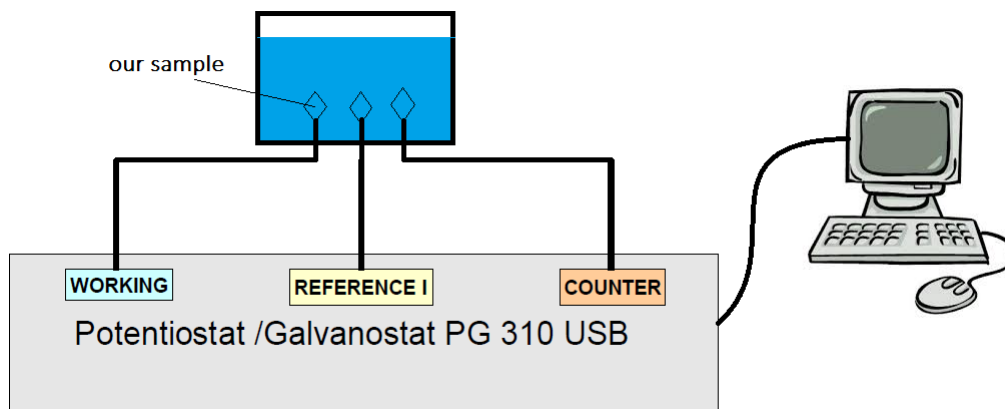 our sample
WORKING
REFERENCE I
COUNTER
Potentiostat /Galvanostat PG 310 USB